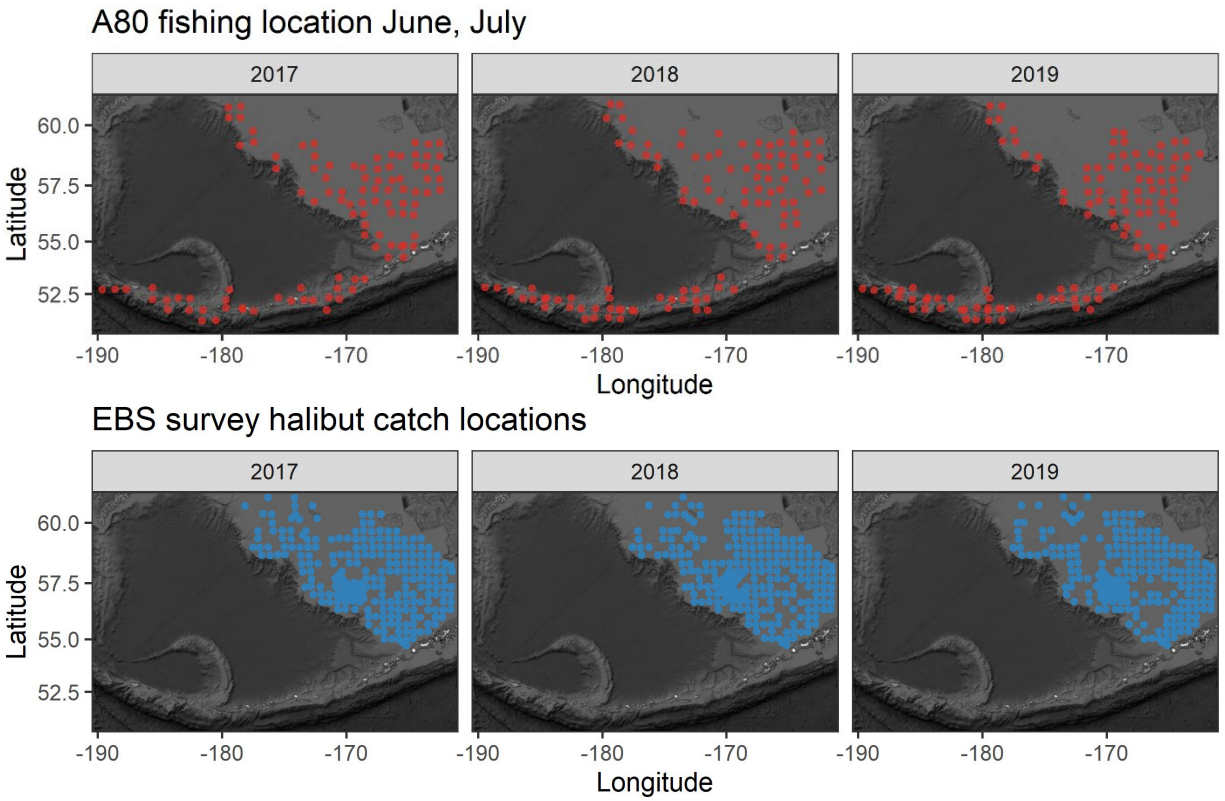 A80 fishing location June, July
2017 2018 2019
60.0
57.5
55.0
52.5
Latitude
-190 -180 -170 -190 -180 -170 -190 -180 -170
Longitude
EBS survey halibut catch locations
2017 2018 2019
60.0
57.5
55.0
52.5
Latitude
-190 -180 -170 -190 -180 -170 -190 -180 -170
Longitude